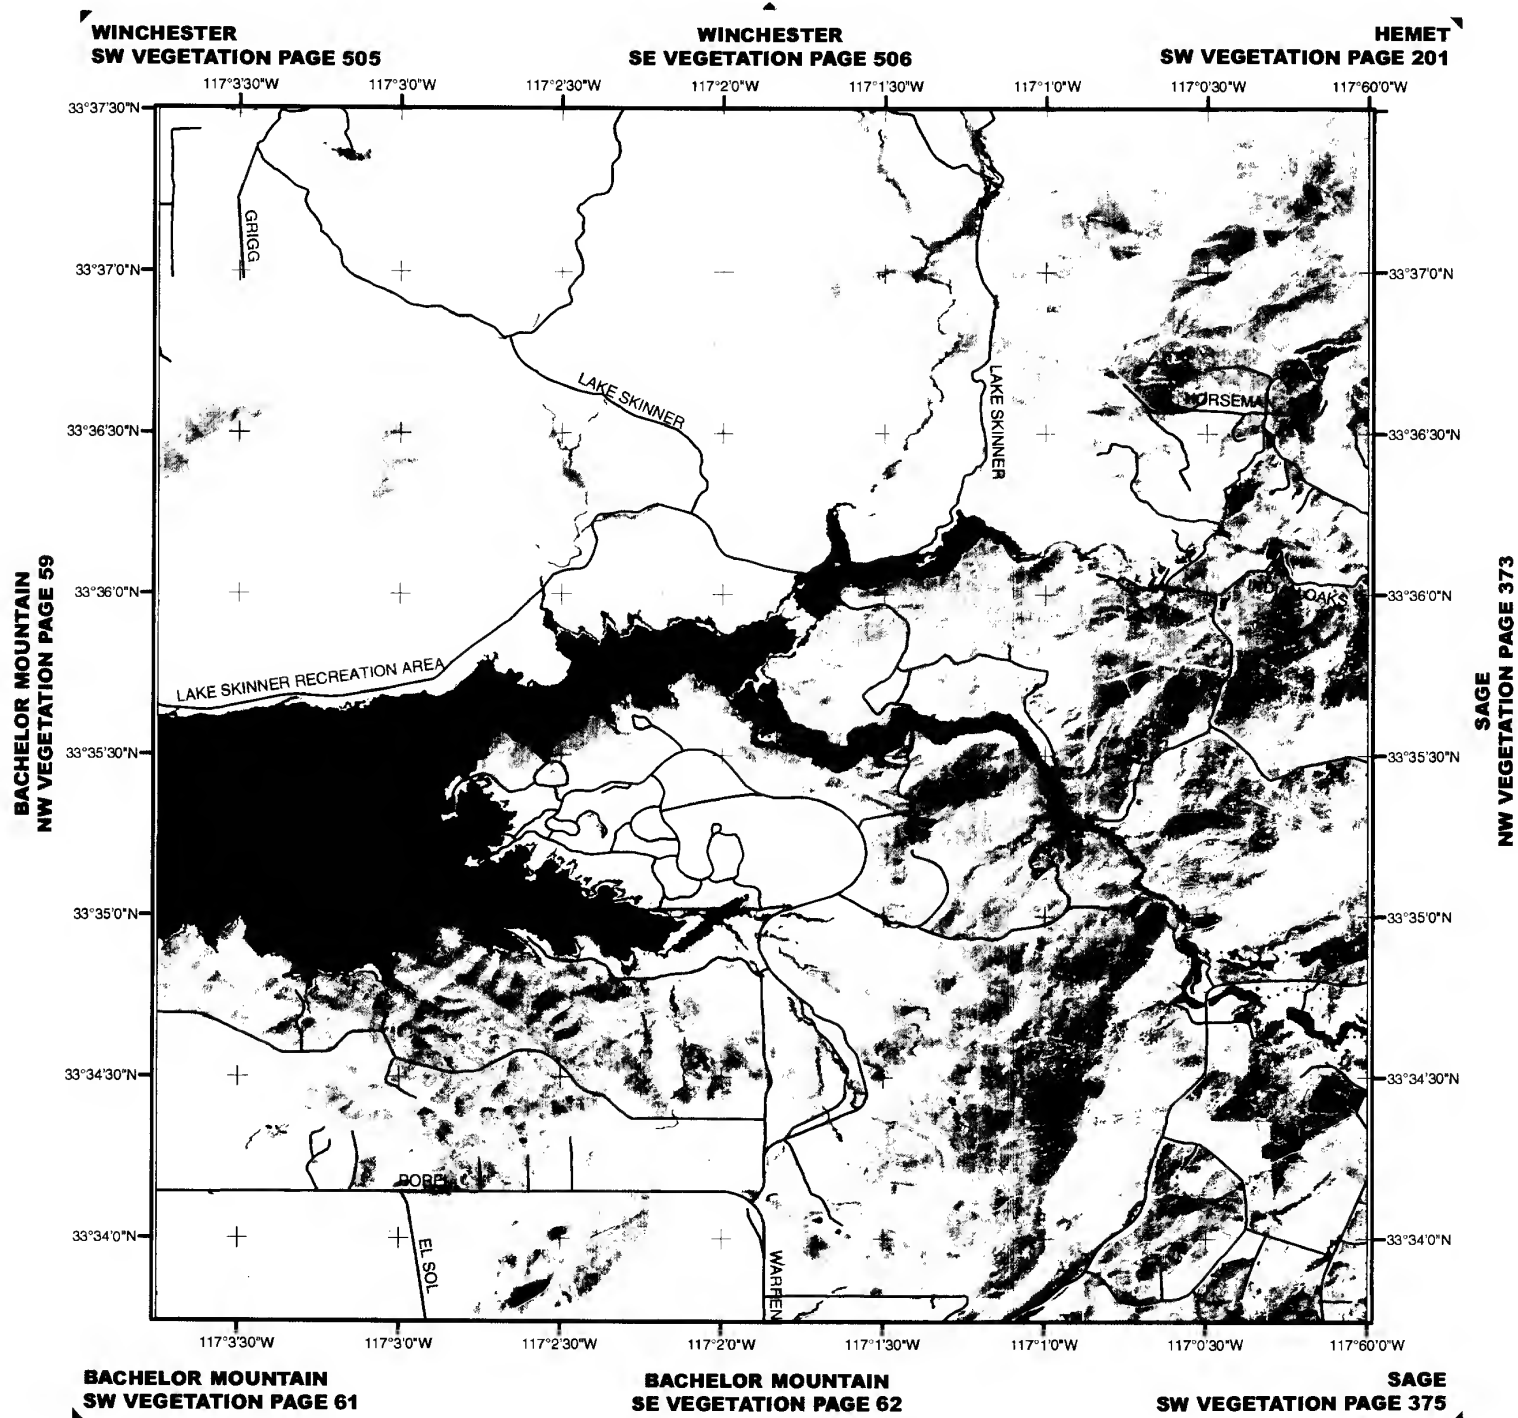 WINCHESTER
SW VEGETATION PAGE 505
WINCHESTER
SE VEGETATION PAGE 506
HEMET
SW VEGETATION PAGE 201
117°3'30"W
117°3'0"W
117°2'30"W
117°2'0"W
117°1'30"W
117°1'0"W
117°0'30"W
117°60'0"W
33°37'30"N
GRIGG
33°37'0"N
33°37'0"N
LAKE SKINNER
LAKE SKINNER
HORSEMAN
33°36'30"N
33°36'30"N
33°36'0"N
33°36'0"N
OAKS
BACHELOR MOUNTAIN
NW VEGETATION PAGE 59
SAGE
NW VEGETATION PAGE 373
LAKE SKINNER RECREATION AREA
33°35'30"N
33°35'30"N
33°35'0"N
33°35'0"N
33°34'30"N
33°34'30"N
33°34'0"N
33°34'0"N
EL SOL
WARREN
117°3'30"W
117°3'0"W
117°2'30"W
117°2'0"W
117°1'30"W
117°1'0"W
117°0'30"W
117°60'0"W
BACHELOR MOUNTAIN
SW VEGETATION PAGE 61
BACHELOR MOUNTAIN
SE VEGETATION PAGE 62
SAGE
SW VEGETATION PAGE 375